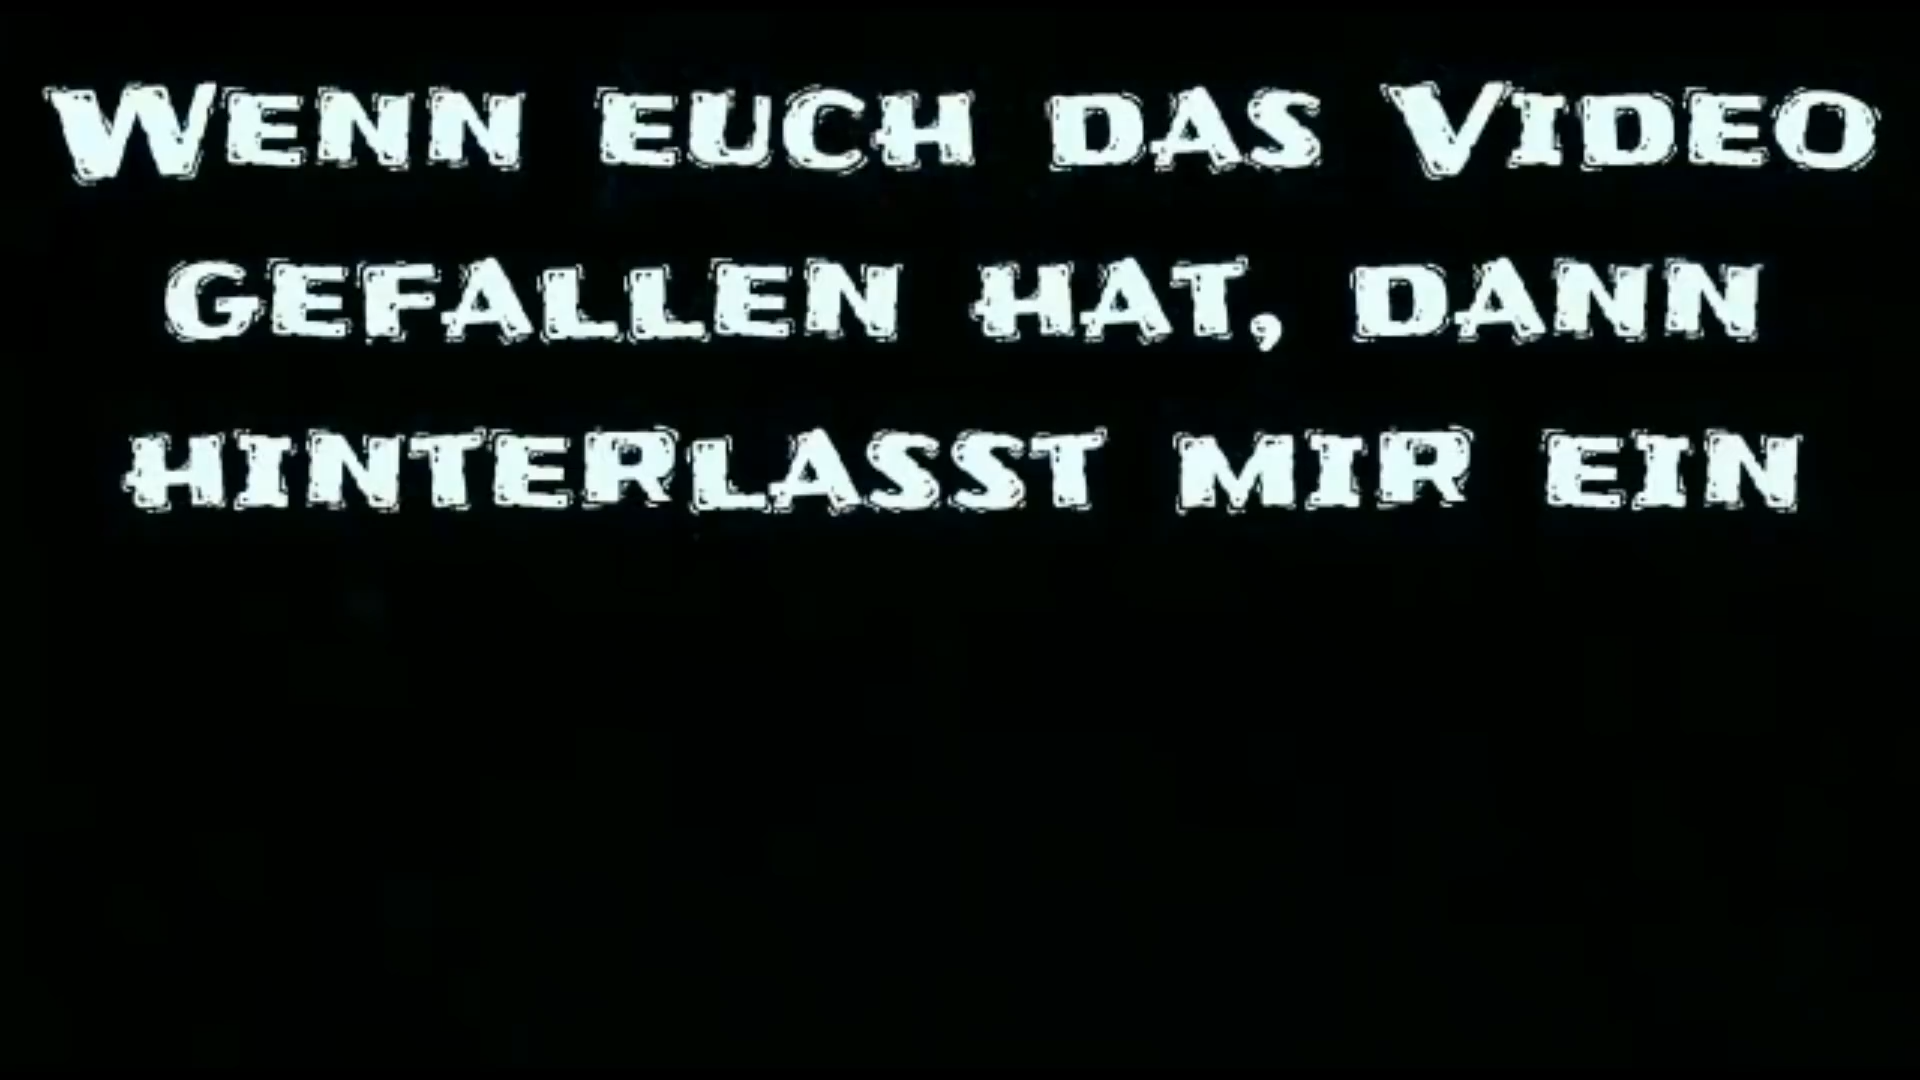 Wenn euch das Video
gefallen hat, dann
hinterlasst mir ein